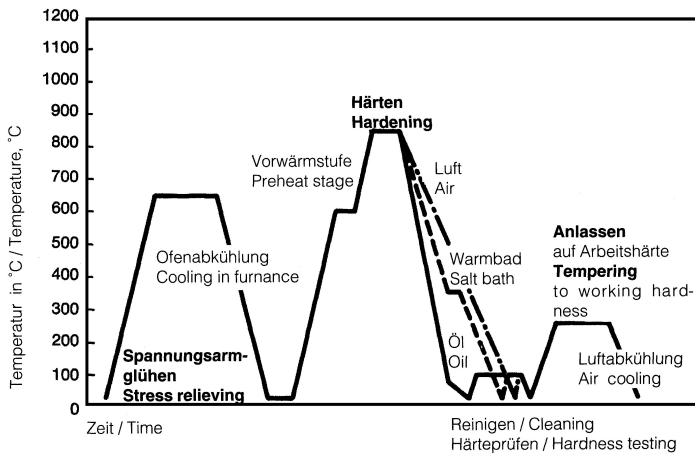 1200
1100
1000
900
800
700
600
500
400
300
200
100
0
Temperatur in °C / Temperature, °C
Härten
Hardening
Vorwärmstufe
Preheat stage
Luft
Air
Ofenabkühlung
Cooling in furnance
Warmbad
Salt bath
Anlassen
auf Arbeitshärte
Tempering
to working hard-
ness
Spannungsarm-
glühen
Stress relieving
Öl
Oil
Luftabkühlung
Air cooling
Zeit / Time
Reinigen / Cleaning
Härteprüfen / Hardness testing